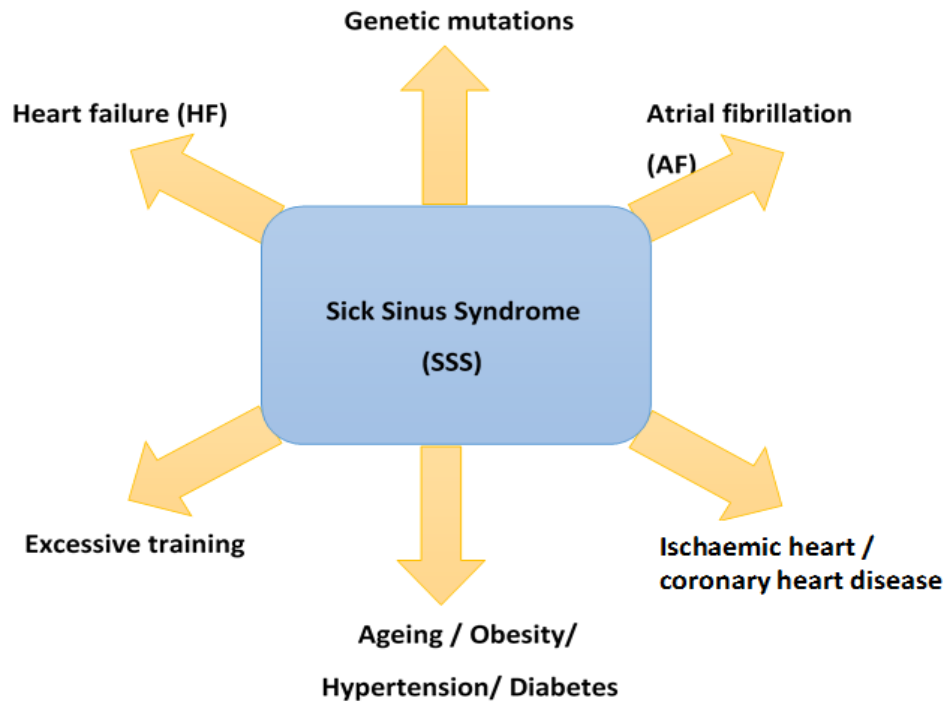 Genetic mutations
Heart failure (HF)
Atrial fibrillation
(AF)
Sick Sinus Syndrome
(SSS)
Excessive training
Ischaemic heart /
coronary heart disease
Ageing / Obesity/
Hypertension/ Diabetes